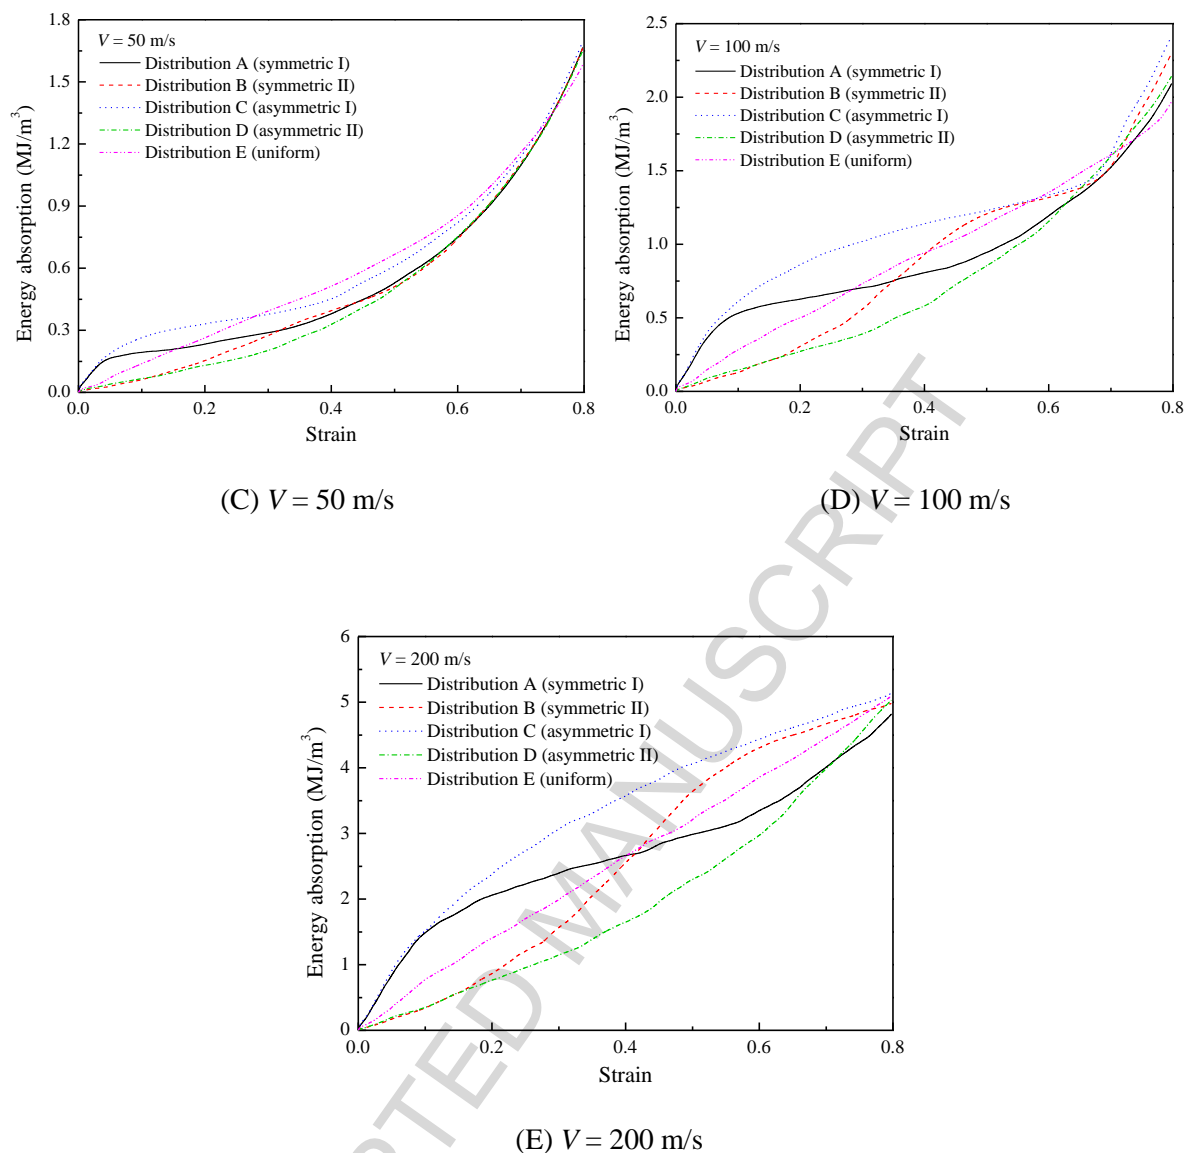 1.8
1.5
1.2
0.9
0.6
0.3
0.0
Energy absorption (MJ/m³)
V = 50 m/s
Distribution A (symmetric I)
Distribution B (symmetric II)
Distribution C (asymmetric I)
Distribution D (asymmetric II)
Distribution E (uniform)
0.0 0.2 0.4 0.6 0.8
Strain
(C) V = 50 m/s
2.5
2.0
1.5
1.0
0.5
0.0
Energy absorption (MJ/m³)
V = 100 m/s
Distribution A (symmetric I)
Distribution B (symmetric II)
Distribution C (asymmetric I)
Distribution D (asymmetric II)
Distribution E (uniform)
0.0 0.2 0.4 0.6 0.8
Strain
(D) V = 100 m/s
6
5
4
3
2
1
0
Energy absorption (MJ/m³)
V = 200 m/s
Distribution A (symmetric I)
Distribution B (symmetric II)
Distribution C (asymmetric I)
Distribution D (asymmetric II)
Distribution E (uniform)
0.0 0.2 0.4 0.6 0.8
Strain
(E) V = 200 m/s
PTED MANUSCRIPT